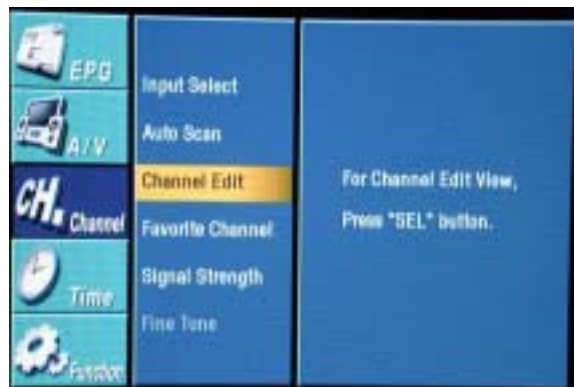 EPG
A/V
CH. Channel
Time
Function
Input Select
Auto Scan
Channel Edit
Favorite Channel
Signal Strength
Fine Tune
For Channel Edit View,
Press "SEL" button.